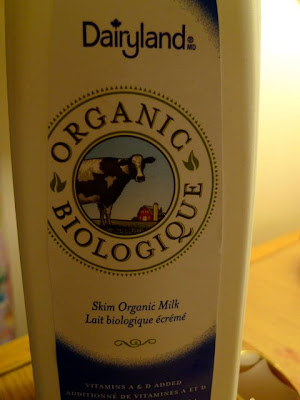 Dairyland® MD
ORGANIC
BIOLOGIQUE
Skim Organic Milk
Lait biologique écrémé
VITAMINS A & D ADDED
ADDITIONNÉ DE VITAMINES A ET D